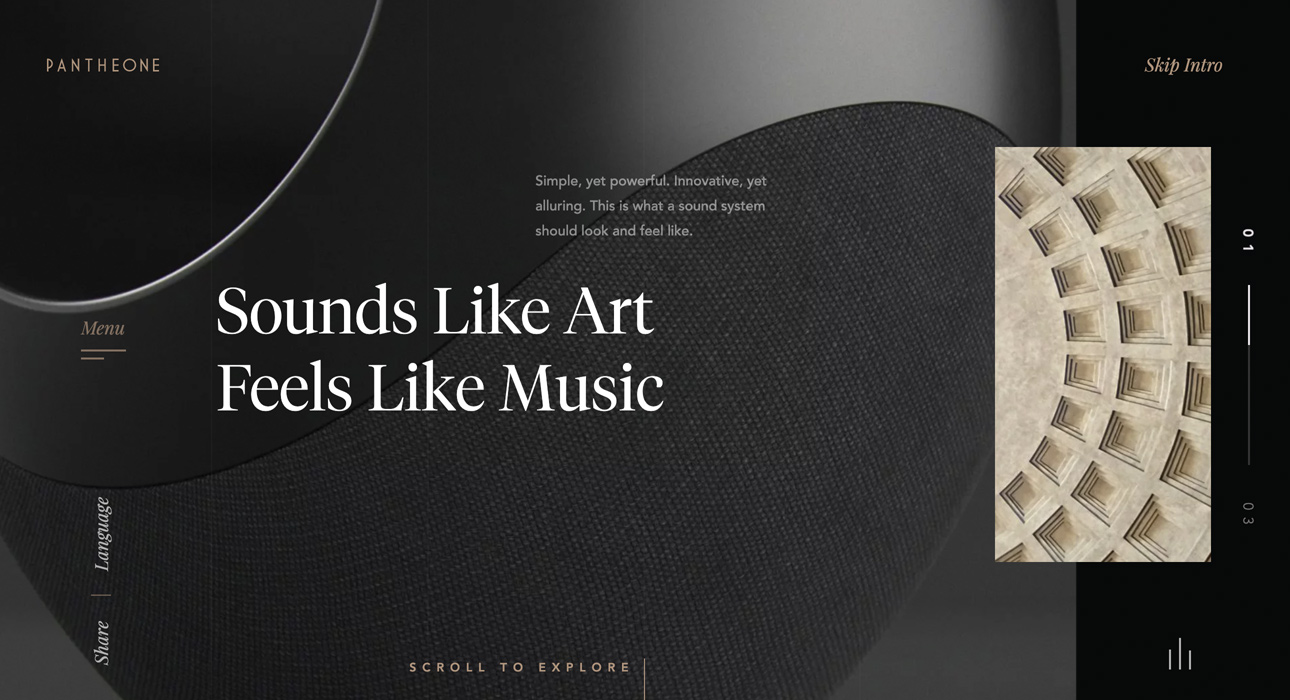 PANTHEONE
Skip Intro
Simple, yet powerful. Innovative, yet
alluring. This is what a sound system
should look and feel like.
01
Sounds Like Art
Feels Like Music
Menu
Language
Share
03
SCROLL TO EXPLORE